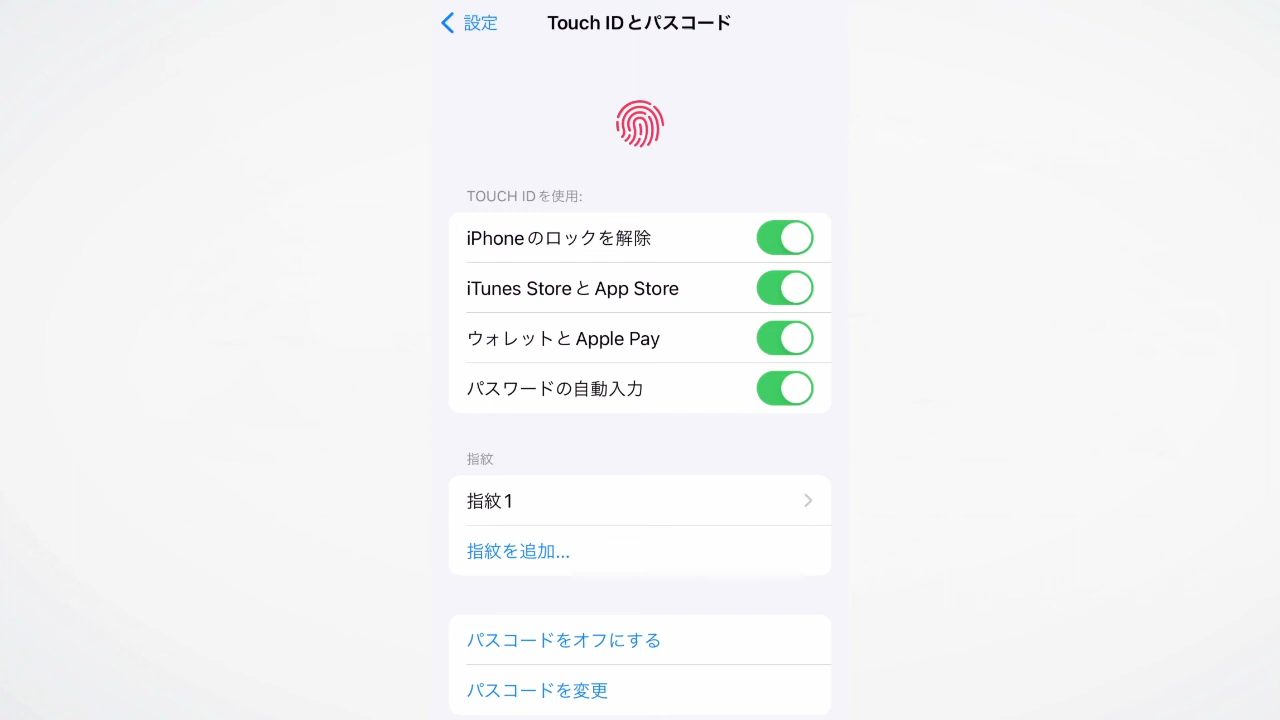 設定
Touch IDとパスコード
TOUCH IDを使用:
iPhoneのロックを解除
iTunes StoreとApp Store
ウォレットとApple Pay
パスワードの自動入力
指紋
指紋1
指紋を追加...
パスコードをオフにする
パスコードを変更